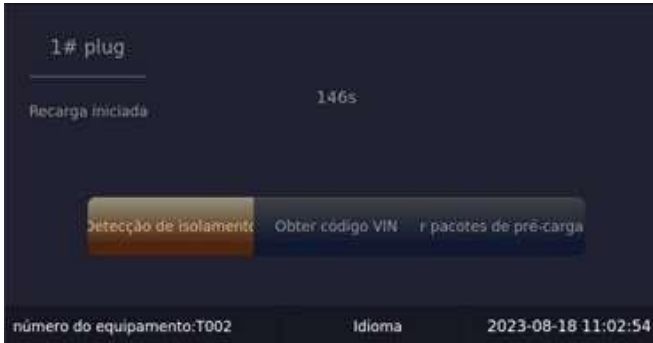 1# plug
146s
Recarga iniciada
Detecção de isolamento
Obter código VIN
r pacotes de pré-carga
número do equipamento:T002
Idioma
2023-08-18 11:02:54